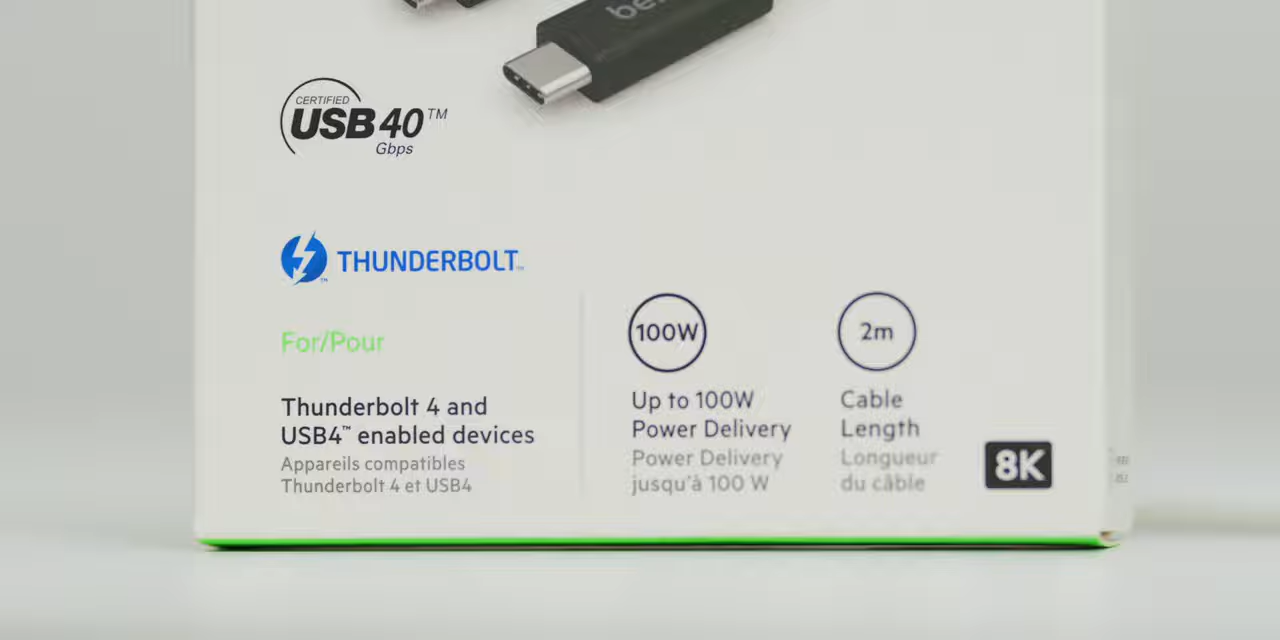 CERTIFIED
USB 40™
Gbps
THUNDERBOLT™
For/Pour
Thunderbolt 4 and
USB4™ enabled devices
Appareils compatibles
Thunderbolt 4 et USB4
100W
Up to 100W
Power Delivery
Power Delivery
jusqu'à 100 W
2m
Cable
Length
Longueur
du câble
8K